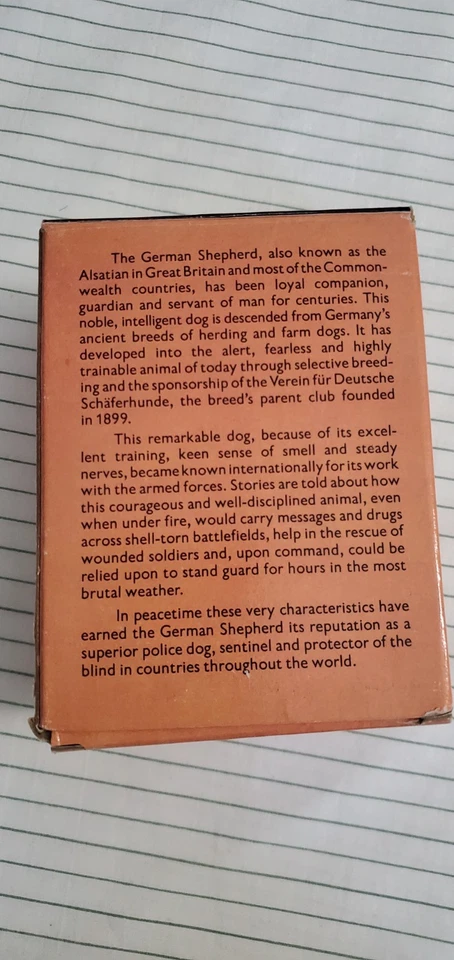 The German Shepherd, also known as the
Alsatian in Great Britain and most of the Common-
wealth countries, has been loyal companion,
guardian and servant of man for centuries. This
noble, intelligent dog is descended from Germany's
ancient breeds of herding and farm dogs. It has
developed into the alert, fearless and highly
trainable animal of today through selective breed-
ing and the sponsorship of the Verein für Deutsche
Schäferhunde, the breed's parent club founded
in 1899.
This remarkable dog, because of its excel-
lent training, keen sense of smell and steady
nerves, became known internationally for its work
with the armed forces. Stories are told about how
this courageous and well-disciplined animal, even
when under fire, would carry messages and drugs
across shell-torn battlefields, help in the rescue of
wounded soldiers and, upon command, could be
relied upon to stand guard for hours in the most
brutal weather.
In peacetime these very characteristics have
earned the German Shepherd its reputation as a
superior police dog, sentinel and protector of the
blind in countries throughout the world.